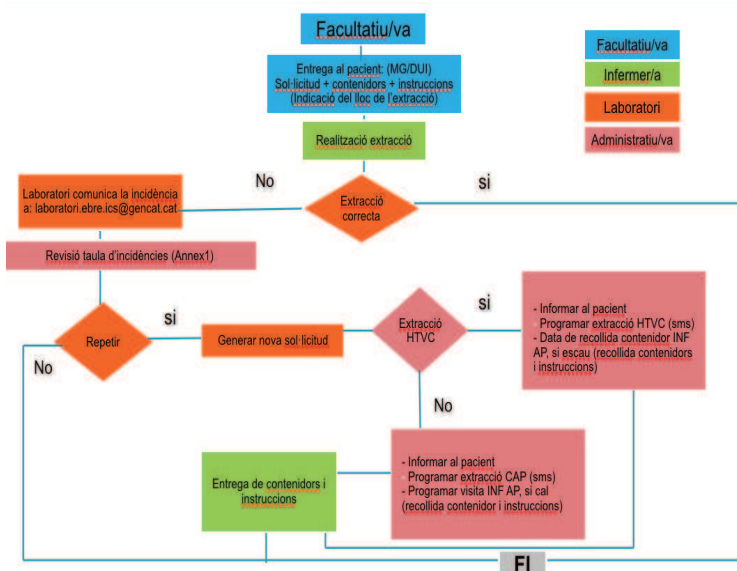 Facultatiu/va
Entrega al pacient: (MG/DUI)
Sol·licitud + contenidors + instruccions
(Indicació del lloc de l'extracció)
Realització extracció
Facultatiu/va
Infermer/a
Laboratori
Administratiu/va
No
si
Extracció
correcta
Laboratori comunica la incidència
a: laboratori.ebre.ics@gencat.cat
Revisió taula d'incidències (Annex1)
Repetir
si
No
Generar nova sol·licitud
Extracció
HTVC
si
No
- Informar al pacient
- Programar extracció HTVC (sms)
- Data de recollida contenidor INF
AP, si escau (recollida contenidors
i instruccions)
- Informar al pacient
- Programar extracció CAP (sms)
- Programar visita INF AP, si cal
(recollida contenidor i instruccions)
Entrega de contenidors i
instruccions
FI